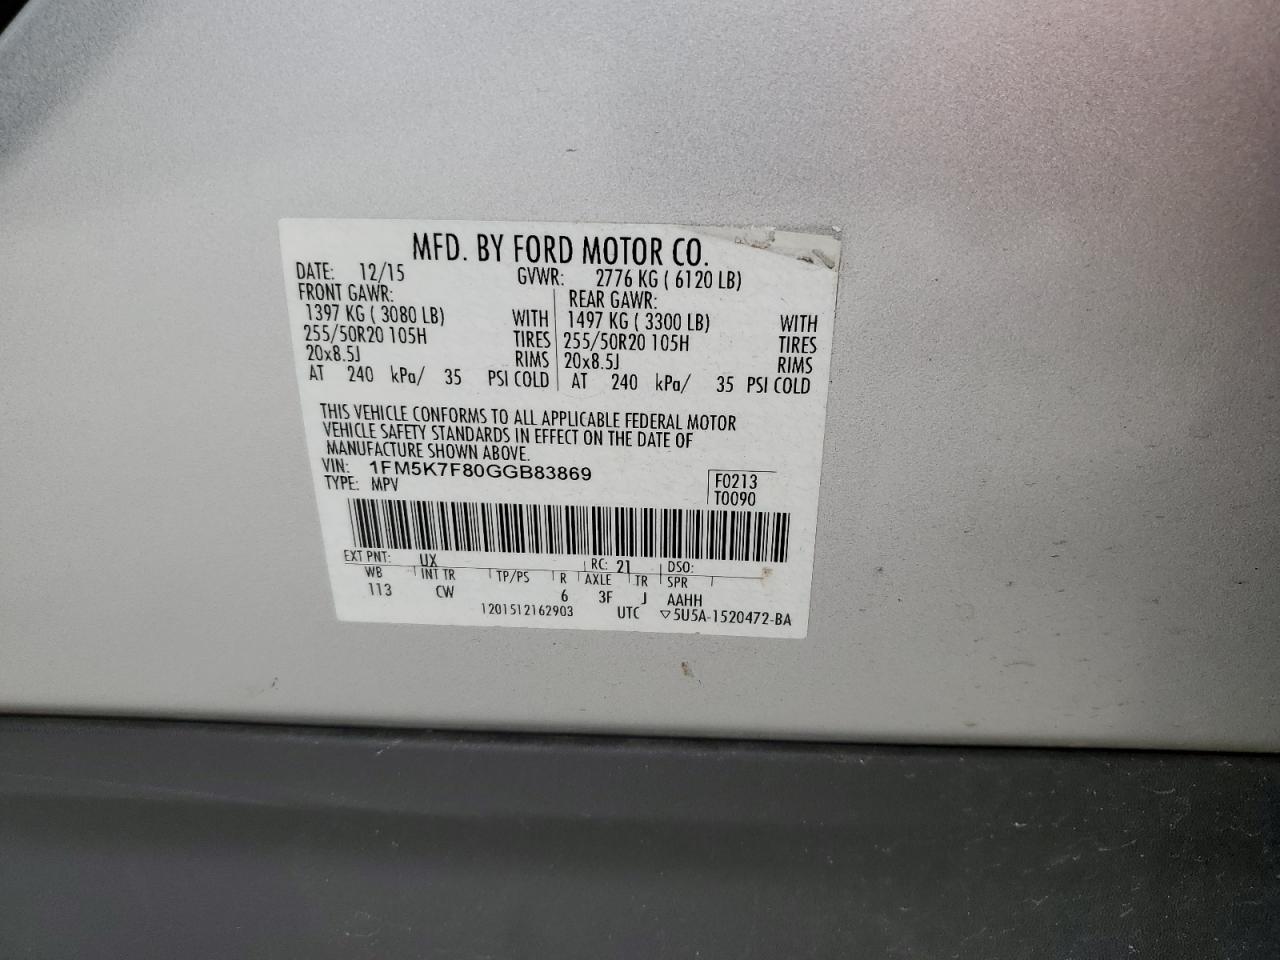 MFD. BY FORD MOTOR CO.
DATE: 12/15 GVWR: 2776 KG ( 6120 LB)
FRONT GAWR: REAR GAWR:
1397 KG ( 3080 LB) WITH 1497 KG ( 3300 LB) WITH
255/50R20 105H TIRES 255/50R20 105H TIRES
20x8.5J RIMS 20x8.5J RIMS
AT 240 kPa/ 35 PSI COLD AT 240 kPa/ 35 PSI COLD
THIS VEHICLE CONFORMS TO ALL APPLICABLE FEDERAL MOTOR
VEHICLE SAFETY STANDARDS IN EFFECT ON THE DATE OF
MANUFACTURE SHOWN ABOVE.
VIN: 1FM5K7F80GGB83869 F0213
TYPE: MPV T0090
EXT PNT: UX RC: 21 DSO:
WB INT TR TP/PS R AXLE TR SPR
113 CW 6 3F J AAHH
1201512162903 UTC ▽5U5A-1520472-BA